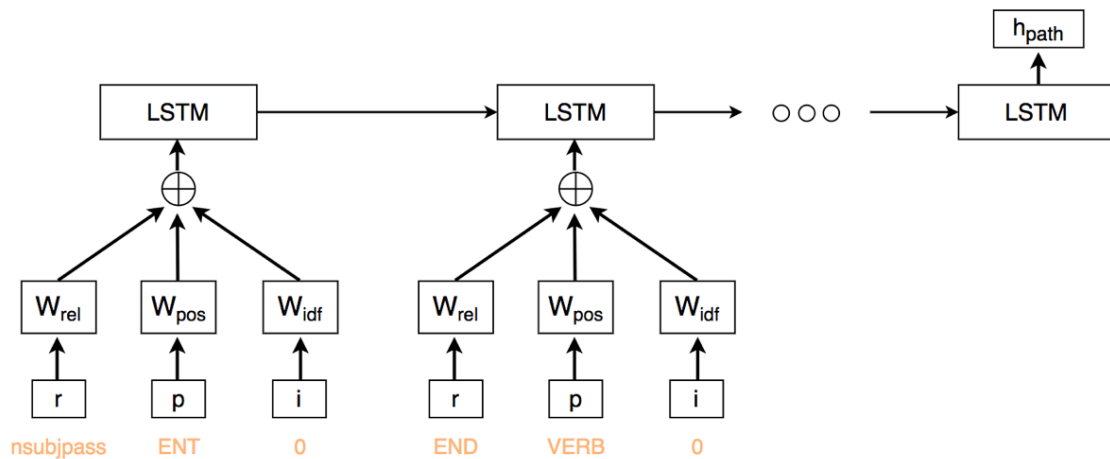 h_path
LSTM LSTM LSTM
W_rel W_pos W_idf W_rel W_pos W_idf
r p i r p i
nsubjpass ENT 0 END VERB 0